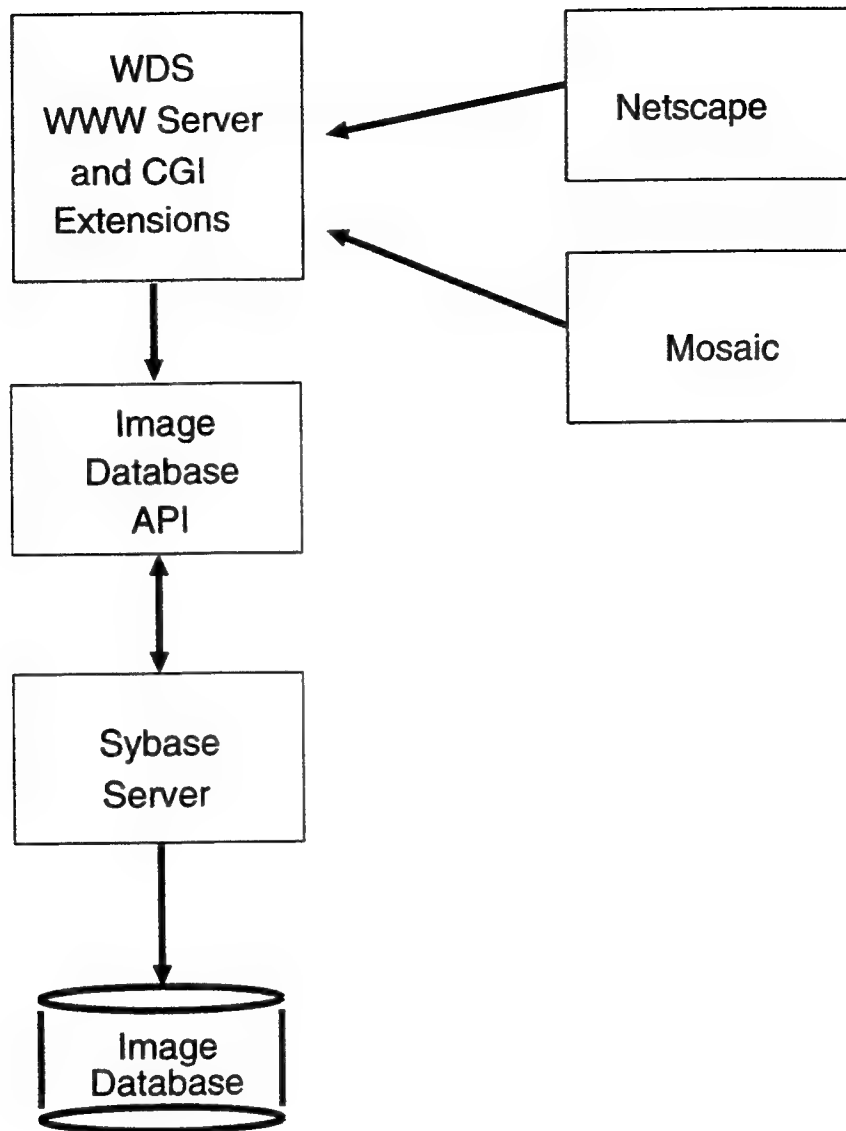 WDS
WWW Server
and CGI
Extensions
Netscape
Mosaic
Image
Database
API
Sybase
Server
Image
Database